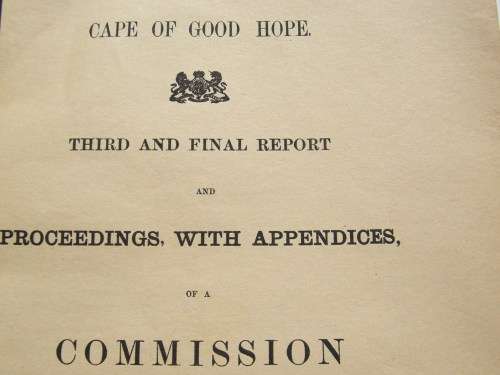 CAPE OF GOOD HOPE.
THIRD AND FINAL REPORT
AND
PROCEEDINGS, WITH APPENDICES,
OF A
COMMISSION